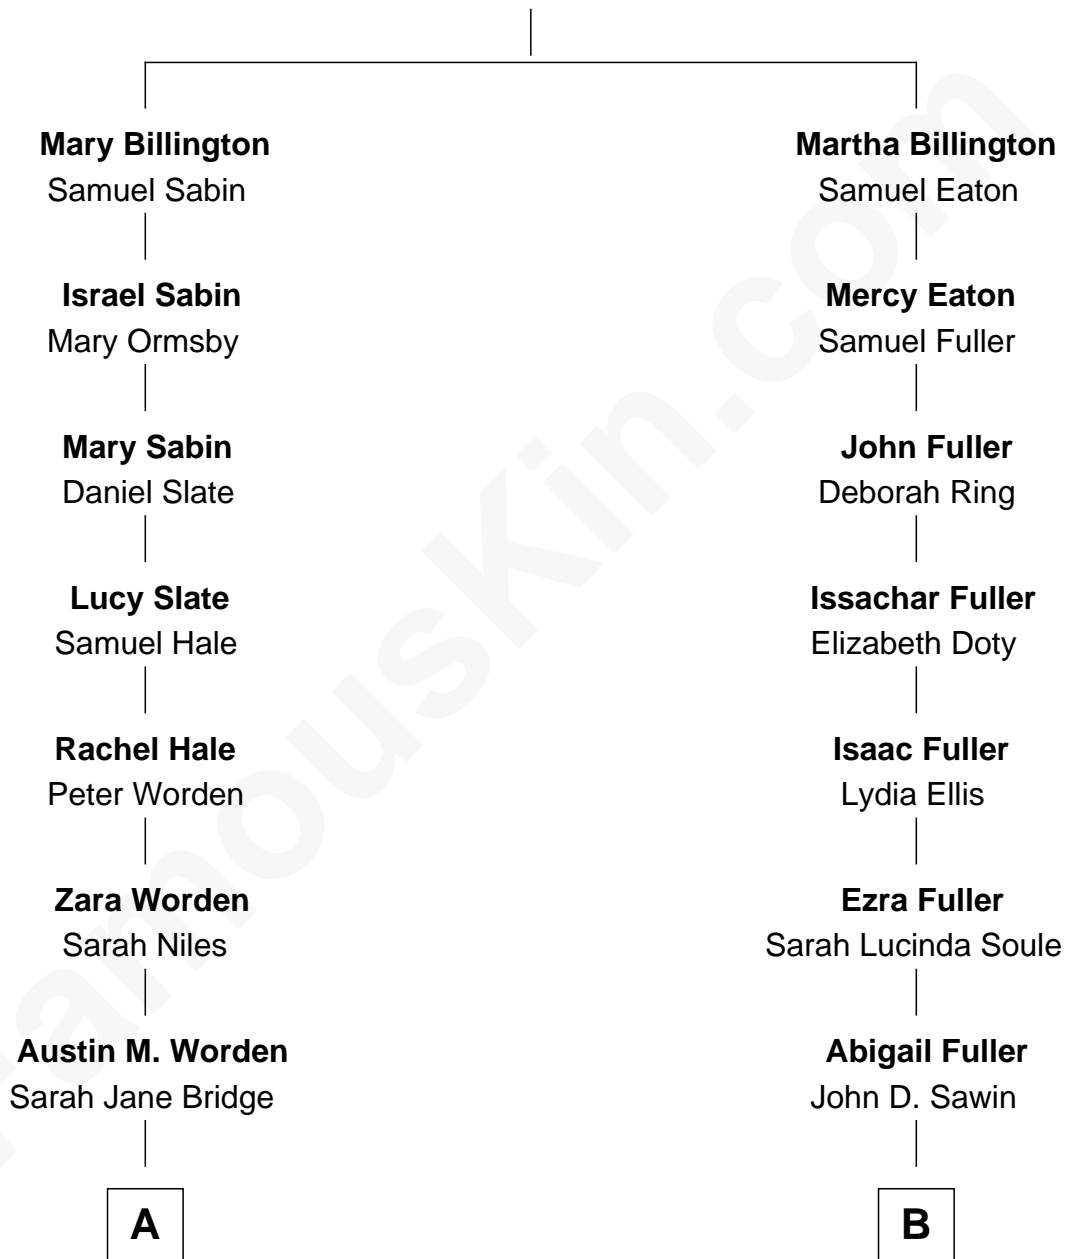 Mary Billington
Samuel Sabin
Israel Sabin
Mary Ormsby
Mary Sabin
Daniel Slate
Lucy Slate
Samuel Hale
Rachel Hale
Peter Worden
Zara Worden
Sarah Niles
Austin M. Worden
Sarah Jane Bridge
A
Martha Billington
Samuel Eaton
Mercy Eaton
Samuel Fuller
John Fuller
Deborah Ring
Issachar Fuller
Elizabeth Doty
Isaac Fuller
Lydia Ellis
Ezra Fuller
Sarah Lucinda Soule
Abigail Fuller
John D. Sawin
B
FamousKin.com